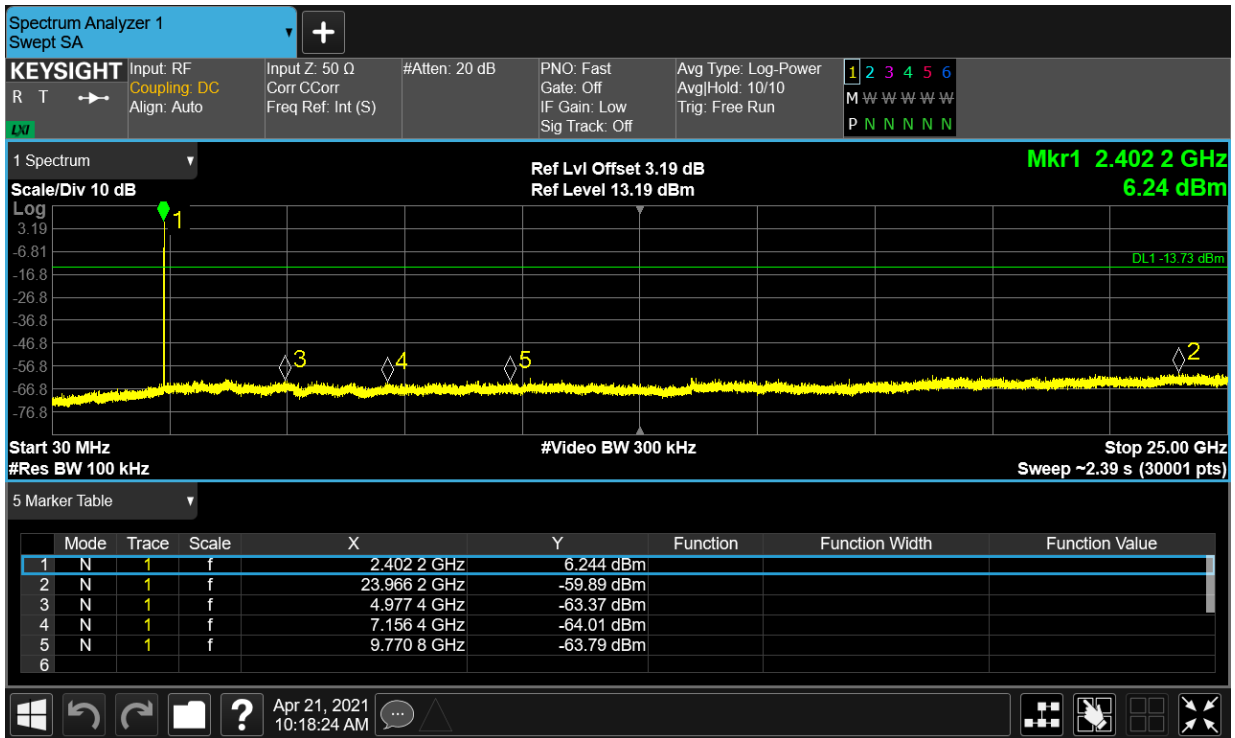 Spectrum Analyzer 1
Swept SA
KEYSIGHT
R T
LXI
Input: RF
Coupling: DC
Align: Auto
Input Z: 50 Ω
Corr CCorr
Freq Ref: Int (S)
#Atten: 20 dB
PNO: Fast
Gate: Off
IF Gain: Low
Sig Track: Off
Avg Type: Log-Power
Avg|Hold: 10/10
Trig: Free Run
1 2 3 4 5 6
M W W W W W
P N N N N N
1 Spectrum
Scale/Div 10 dB
Ref Lvl Offset 3.19 dB
Ref Level 13.19 dBm
Mkr1 2.402 2 GHz
6.24 dBm
Log
3.19
-6.81
-16.8
-26.8
-36.8
-46.8
-56.8
-66.8
-76.8
1
DL1 -13.73 dBm
3
4
5
2
Start 30 MHz
#Video BW 300 kHz
Stop 25.00 GHz
#Res BW 100 kHz
Sweep ~2.39 s (30001 pts)
5 Marker Table
Mode Trace Scale X Y Function Function Width Function Value
1 N 1 f 2.402 2 GHz 6.244 dBm
2 N 1 f 23.966 2 GHz -59.89 dBm
3 N 1 f 4.977 4 GHz -63.37 dBm
4 N 1 f 7.156 4 GHz -64.01 dBm
5 N 1 f 9.770 8 GHz -63.79 dBm
6
?
Apr 21, 2021
10:18:24 AM